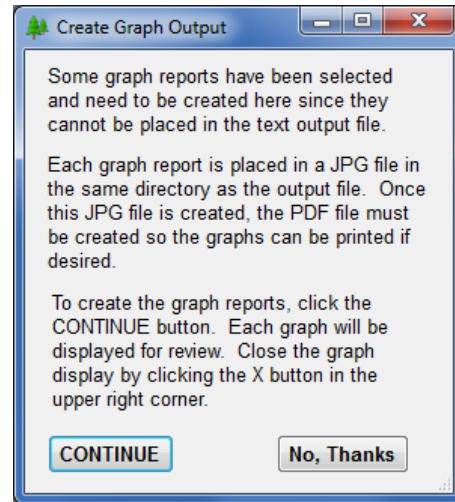 Create Graph Output
Some graph reports have been selected
and need to be created here since they
cannot be placed in the text output file.
Each graph report is placed in a JPG file in
the same directory as the output file.  Once
this JPG file is created, the PDF file must
be created so the graphs can be printed if
desired.
To create the graph reports, click the
CONTINUE button.  Each graph will be
displayed for review.  Close the graph
display by clicking the X button in the
upper right corner.
CONTINUE
No, Thanks